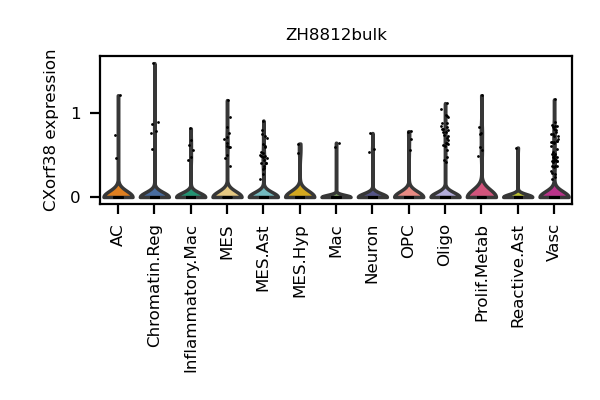 ZH8812bulk
CXorf38 expression
1
0
AC
Chromatin.Reg
Inflammatory.Mac
MES
MES.Ast
MES.Hyp
Mac
Neuron
OPC
Oligo
Prolif.Metab
Reactive.Ast
Vasc